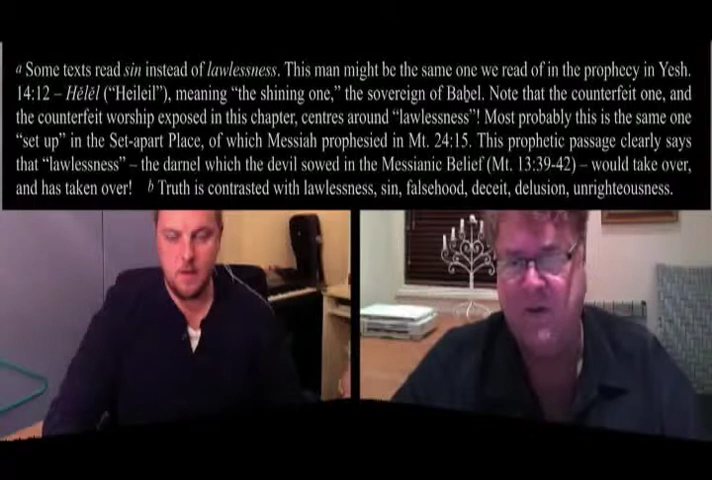 a Some texts read sin instead of lawlessness. This man might be the same one we read of in the prophecy in Yesh.
14:12 – Hĕlĕl ("Heileil"), meaning "the shining one," the sovereign of Baḇel. Note that the counterfeit one, and
the counterfeit worship exposed in this chapter, centres around "lawlessness"! Most probably this is the same one
"set up" in the Set-apart Place, of which Messiah prophesied in Mt. 24:15. This prophetic passage clearly says
that "lawlessness" – the darnel which the devil sowed in the Messianic Belief (Mt. 13:39-42) – would take over,
and has taken over! b Truth is contrasted with lawlessness, sin, falsehood, deceit, delusion, unrighteousness.